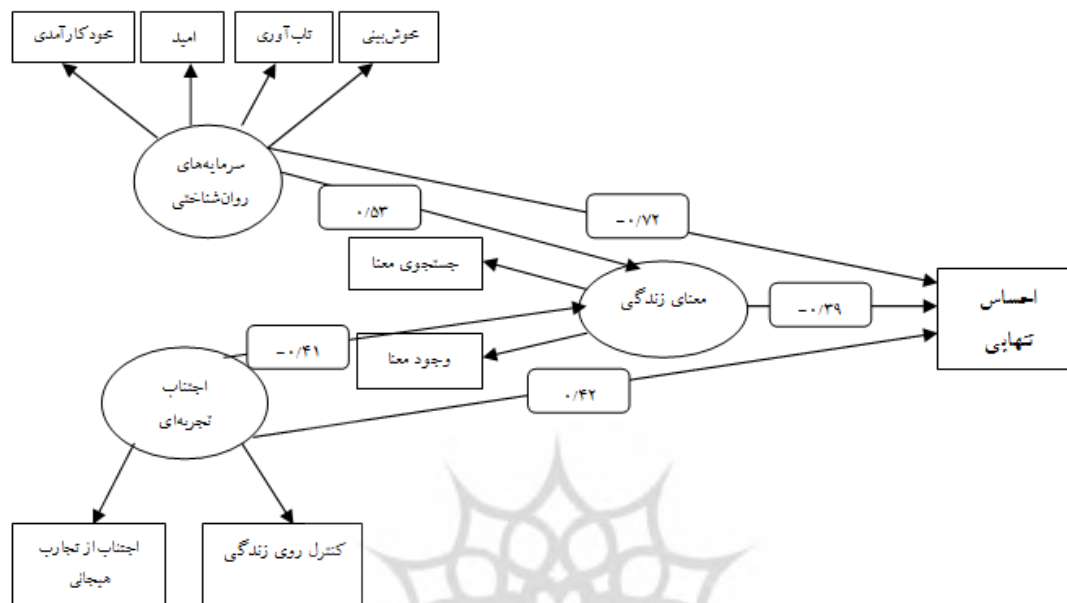 خوش‌بینی
تاب‌آوری
امید
خودکارآمدی
سرمایه‌های
روان‌شناختی
۰/۵۳
-۰/۷۲
جستجوی معنا
معنای زندگی
احساس
تنهایی
-۰/۳۹
-۰/۴۱
وجود معنا
اجتناب
تجربه‌ای
۰/۴۲
کنترل روی زندگی
اجتناب از تجارب
هیجانی